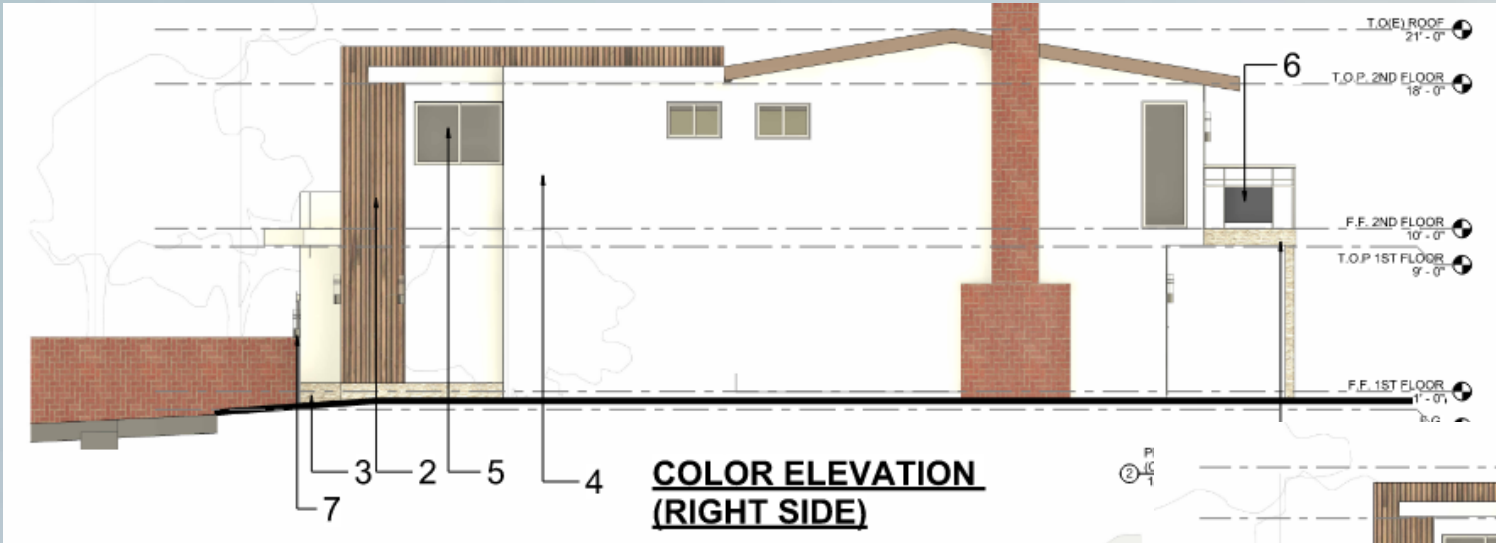 T.O(E) ROOF
21' - 0"
6
T.O.P. 2ND FLOOR
18' - 0"
F.F. 2ND FLOOR
10' - 0"
T.O.P 1ST FLOOR
9' - 0"
F.F. 1ST FLOOR
1' - 0"
3
2
5
4
7
COLOR ELEVATION
(RIGHT SIDE)
2